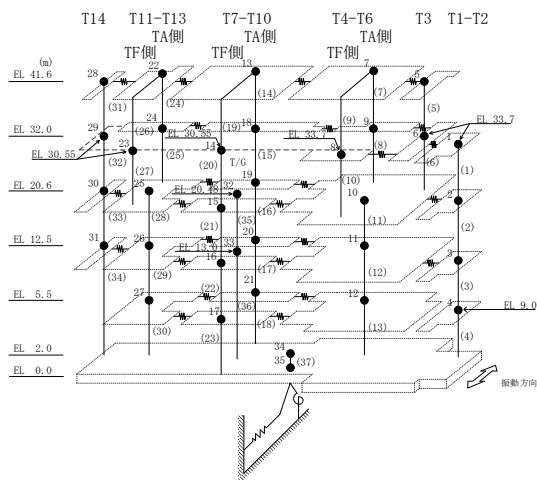 T14 T11-T13 T7-T10 T4-T6 T3 T1-T2
TA側 TA側 TA側
TF側 TF側 TF側
(m)
EL 41.6 28 22 13 7 5
(31) (24) (14) (7) (5)
EL 33.7
EL 32.0 29 24 18 9 6 1
(26) (19) (9)
EL 30.55 EL 33.7
23 14 8
EL 30.55 (32) (25) (20) (15) (8) (6)
T/G
(27) (10) (1)
EL 20.6 30 25 19 10 2
EL 20.48 32
15
(33) (28) (35) (16) (11) (2)
(21)
EL 12.5 31 26 20 11 3
EL 13.0 33
16
(34) (29) (17) (12) (3)
(22)
EL 5.5 27 21 12 4 EL 9.0
(36)
17
(30) (18) (13) (4)
(23)
EL 2.0 34
35 (37)
EL 0.0
振動方向